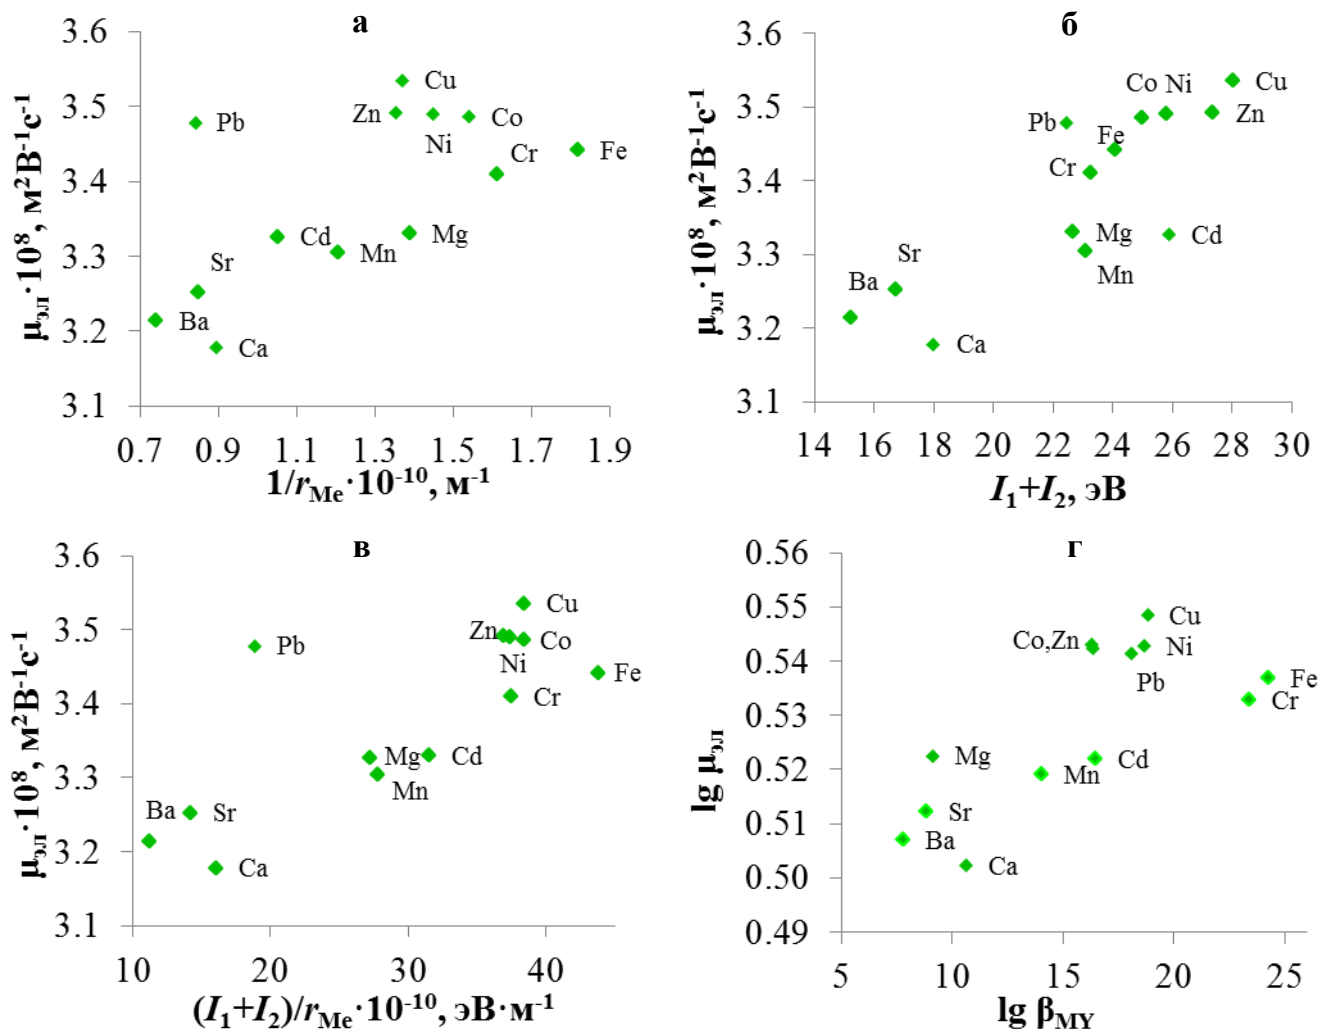 а
μэл·10⁸, м²В⁻¹с⁻¹
3.6
3.5
3.4
3.3
3.2
3.1
Cu
Pb
Zn
Co
Ni
Cr
Fe
Cd
Mn
Mg
Sr
Ba
Ca
0.7 0.9 1.1 1.3 1.5 1.7 1.9
1/rMe·10⁻¹⁰, м⁻¹
б
μэл·10⁸, м²В⁻¹с⁻¹
3.6
3.5
3.4
3.3
3.2
3.1
Co Ni
Cu
Pb
Fe
Zn
Cr
Mg
Cd
Mn
Sr
Ba
Ca
14 16 18 20 22 24 26 28 30
I₁+I₂, эВ
в
μэл·10⁸, м²В⁻¹с⁻¹
3.6
3.5
3.4
3.3
3.2
3.1
Cu
Zn
Co
Pb
Ni
Fe
Cr
Mg
Cd
Mn
Ba
Sr
Ca
10 20 30 40
(I₁+I₂)/rMe·10⁻¹⁰, эВ·м⁻¹
г
lg μэл
0.56
0.55
0.54
0.53
0.52
0.51
0.50
0.49
Cu
Co,Zn
Ni
Pb
Fe
Cr
Mg
Cd
Mn
Sr
Ba
Ca
5 10 15 20 25
lg βMY